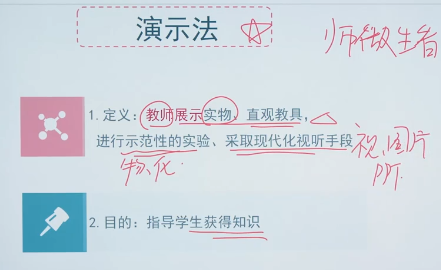 演示法
师做生看
1. 定义：教师展示实物、直观教具，
进行示范性的实验、采取现代化视听手段
视、图片
物、化.
PPT.
2. 目的：指导学生获得知识